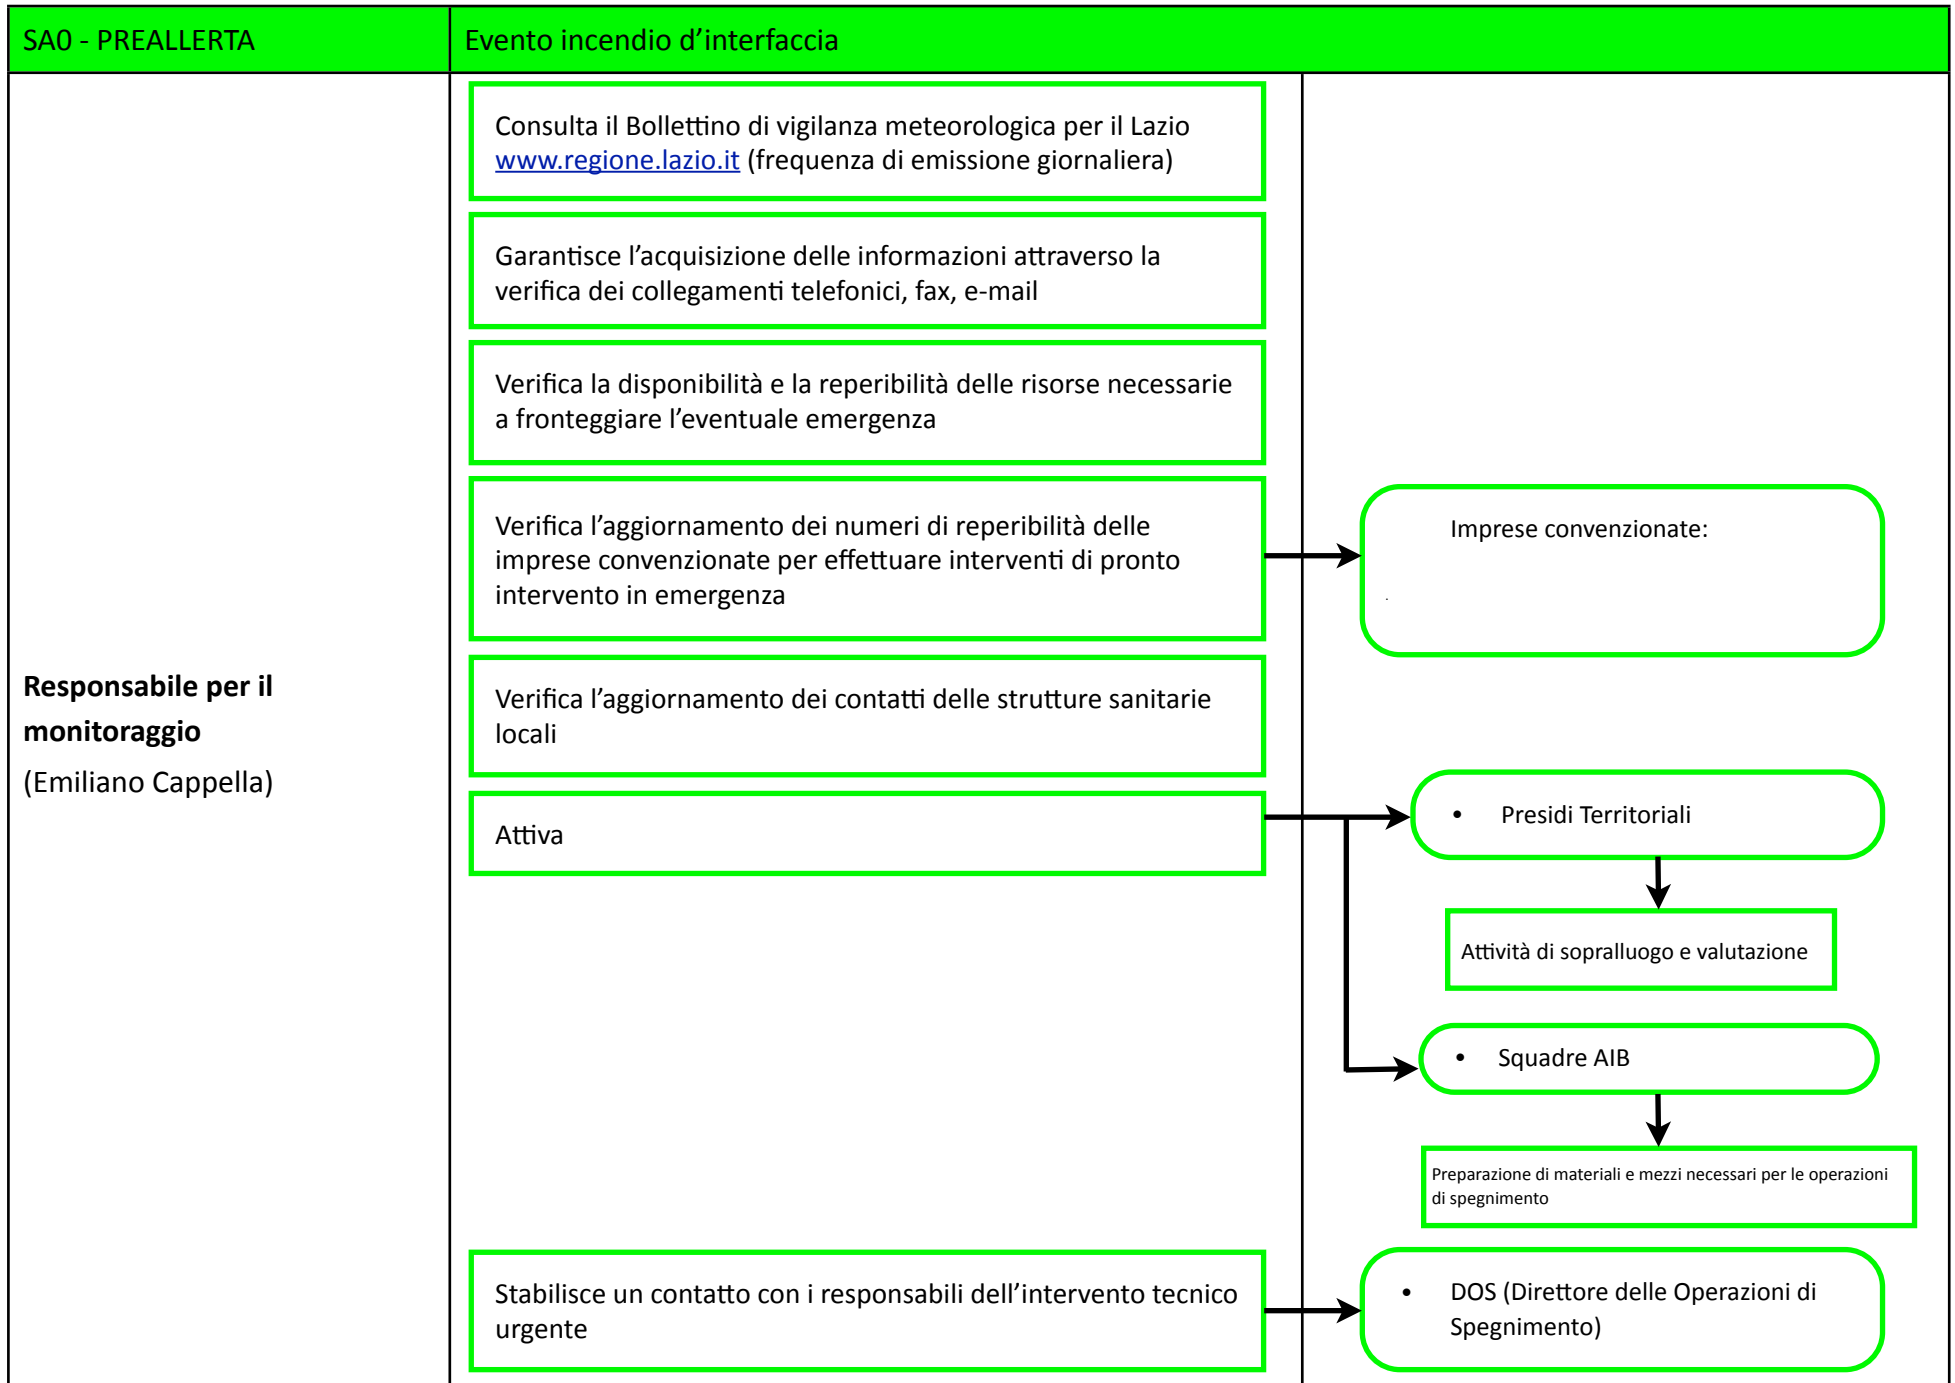 SA0 - PREALLERTA
Evento incendio d’interfaccia
Responsabile per il
monitoraggio
(Emiliano Cappella)
Consulta il Bollettino di vigilanza meteorologica per il Lazio
www.regione.lazio.it (frequenza di emissione giornaliera)
Garantisce l’acquisizione delle informazioni attraverso la
verifica dei collegamenti telefonici, fax, e-mail
Verifica la disponibilità e la reperibilità delle risorse necessarie
a fronteggiare l’eventuale emergenza
Verifica l’aggiornamento dei numeri di reperibilità delle
imprese convenzionate per effettuare interventi di pronto
intervento in emergenza
Imprese convenzionate:
.
Verifica l’aggiornamento dei contatti delle strutture sanitarie
locali
Attiva
• Presidi Territoriali
Attività di sopralluogo e valutazione
• Squadre AIB
Preparazione di materiali e mezzi necessari per le operazioni
di spegnimento
Stabilisce un contatto con i responsabili dell’intervento tecnico
urgente
• DOS (Direttore delle Operazioni di
Spegnimento)